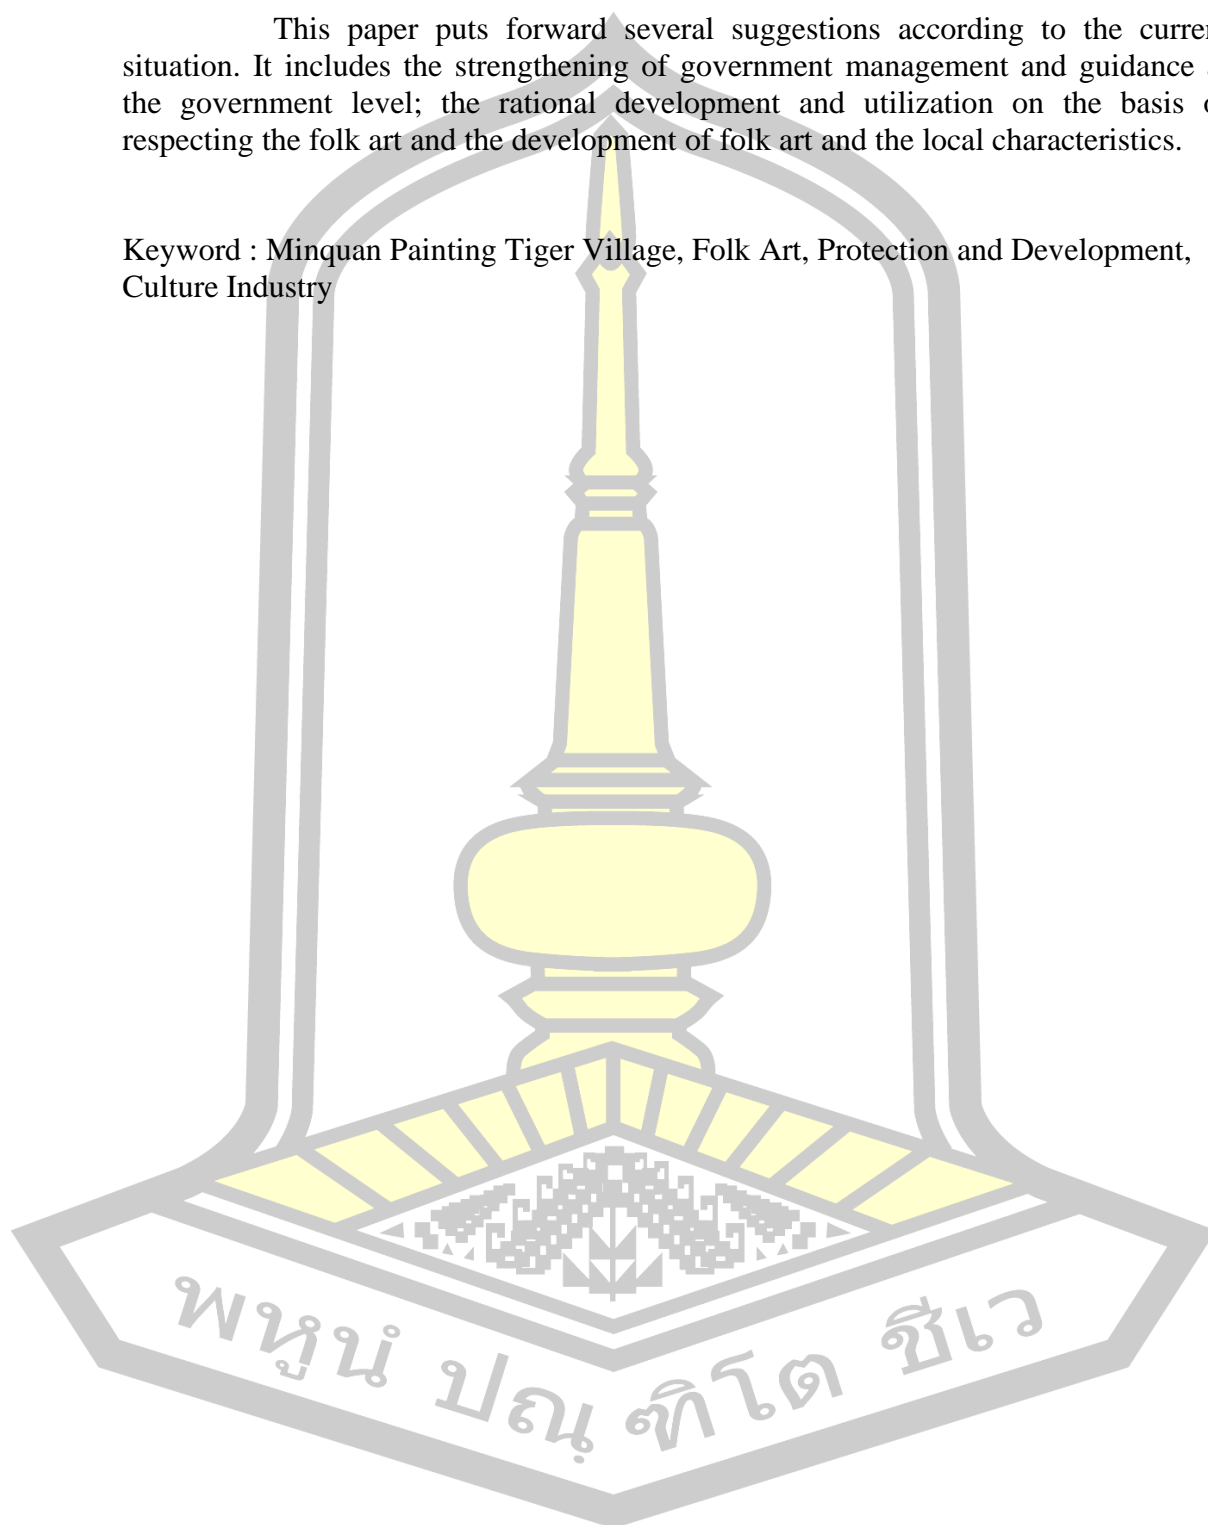 This paper puts forward several suggestions according to the curren
situation. It includes the strengthening of government management and guidance
the government level; the rational development and utilization on the basis o
respecting the folk art and the development of folk art and the local characteristics.
Keyword : Minquan Painting Tiger Village, Folk Art, Protection and Development,
Culture Industry
พหูนํ ปณฺฑิโต ชีเว